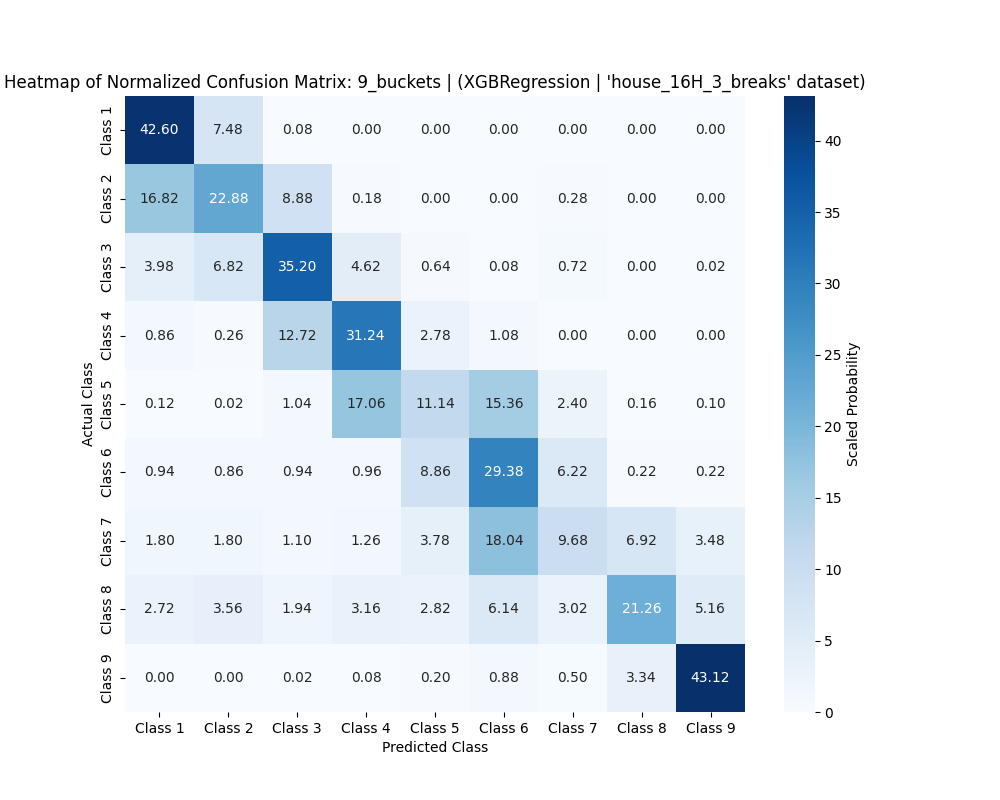 Heatmap of Normalized Confusion Matrix: 9_buckets | (XGBRegression | 'house_16H_3_breaks' dataset)
Class 1 42.60 7.48 0.08 0.00 0.00 0.00 0.00 0.00 0.00
Class 2 16.82 22.88 8.88 0.18 0.00 0.00 0.28 0.00 0.00
Class 3 3.98 6.82 35.20 4.62 0.64 0.08 0.72 0.00 0.02
Class 4 0.86 0.26 12.72 31.24 2.78 1.08 0.00 0.00 0.00
Class 5 0.12 0.02 1.04 17.06 11.14 15.36 2.40 0.16 0.10
Class 6 0.94 0.86 0.94 0.96 8.86 29.38 6.22 0.22 0.22
Class 7 1.80 1.80 1.10 1.26 3.78 18.04 9.68 6.92 3.48
Class 8 2.72 3.56 1.94 3.16 2.82 6.14 3.02 21.26 5.16
Class 9 0.00 0.00 0.02 0.08 0.20 0.88 0.50 3.34 43.12
Class 1 Class 2 Class 3 Class 4 Class 5 Class 6 Class 7 Class 8 Class 9
Predicted Class
Actual Class
40
35
30
25
20
15
10
5
0
Scaled Probability